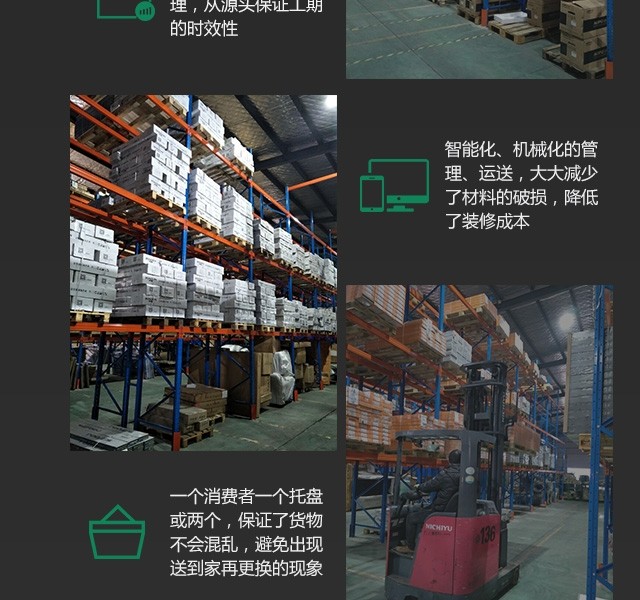 理，从源头保证工期
的时效性
智能化、机械化的管
理、运送，大大减少
了材料的破损，降低
了装修成本
NICHIYU
136
一个消费者一个托盘
或两个，保证了货物
不会混乱，避免出现
送到家再更换的现象